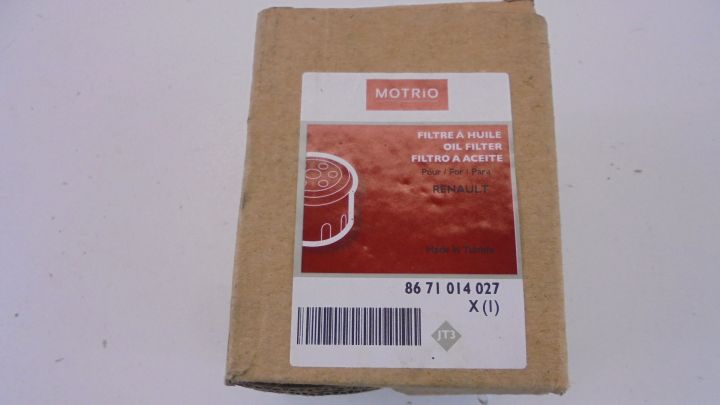 MOTRiO
FILTRE À HUILE
OIL FILTER
FILTRO A ACEITE
Pour / For / Para
RENAULT
Made in Tunisia
86 71 014 027
X (1)
JT3